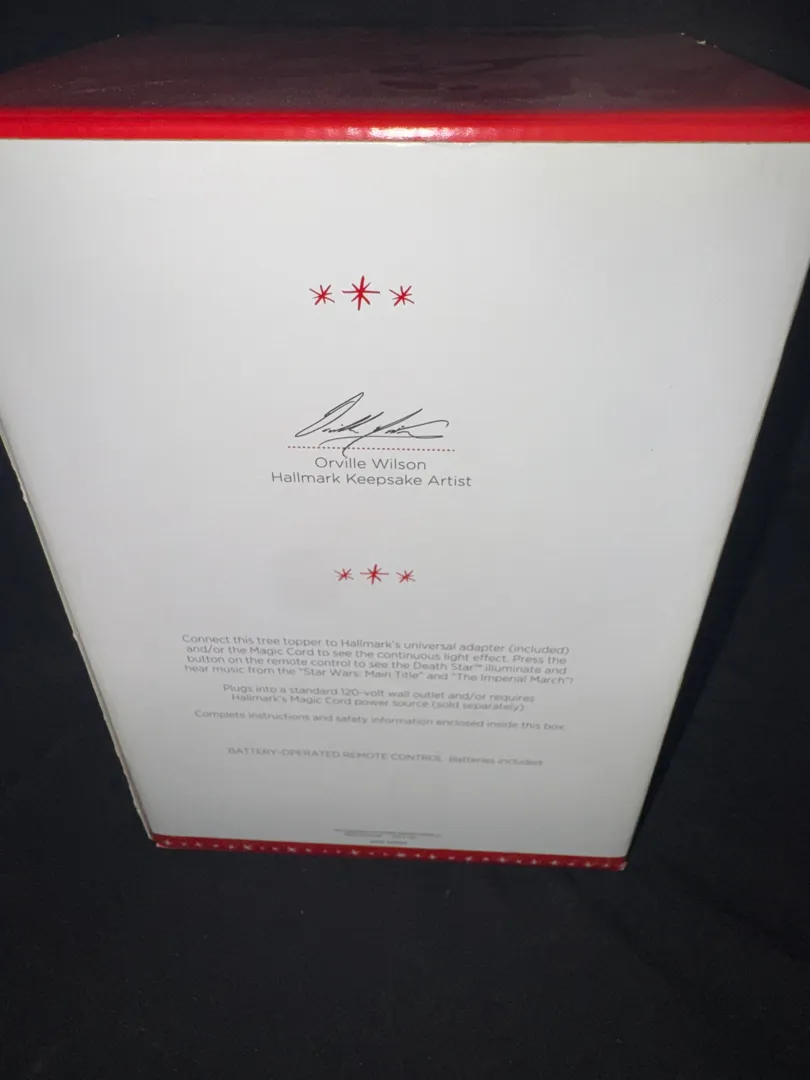 Orville Wilson
Hallmark Keepsake Artist
Connect this tree topper to Hallmark's universal adapter (included)
and/or the Magic Cord to see the continuous light effect. Press the
button on the remote control to see the Death Star™ illuminate and
hear music from the "Star Wars: Main Title" and "The Imperial March"!
Plugs into a standard 120-volt wall outlet and/or requires
Hallmark's Magic Cord power source (sold separately).
Complete instructions and safety information enclosed inside this box.
BATTERY-OPERATED REMOTE CONTROL Batteries included